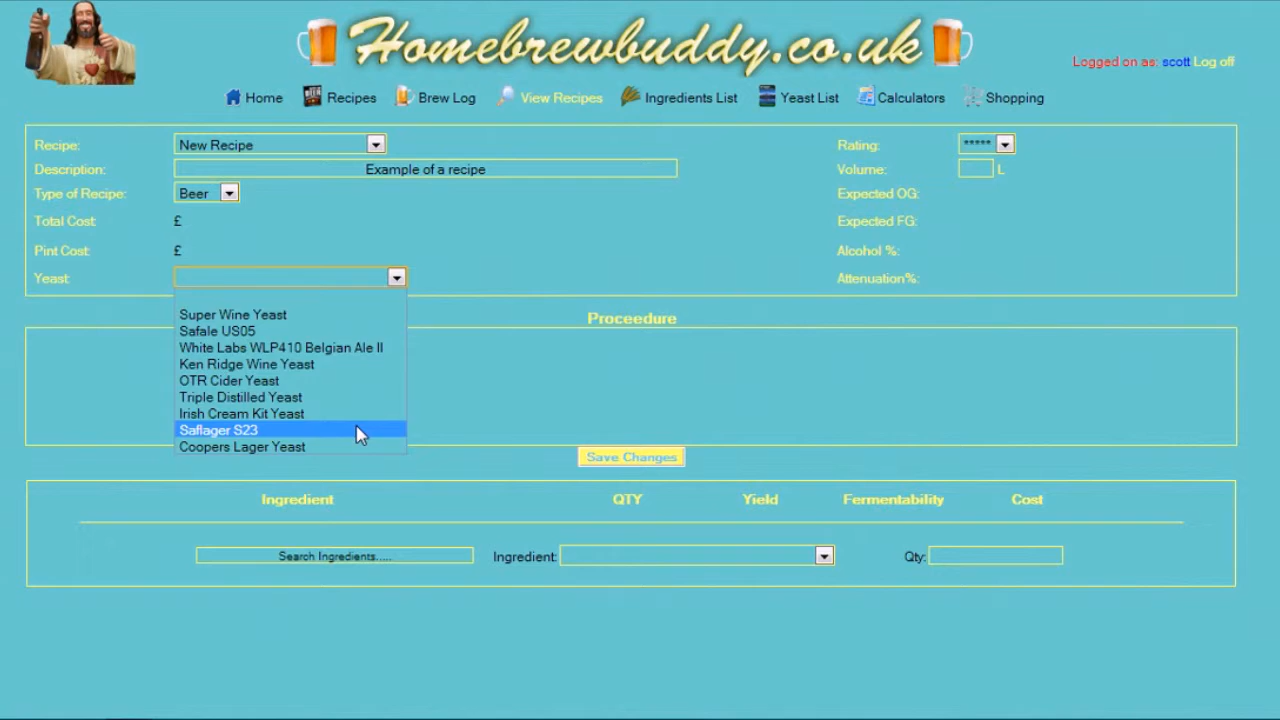 Homebrewbuddy.co.uk
Logged on as: scott Log off
Home Recipes Brew Log View Recipes Ingredients List Yeast List Calculators Shopping
Recipe: New Recipe Rating: *****
Description: Example of a recipe Volume: L
Type of Recipe: Beer Expected OG:
Total Cost: £ Expected FG:
Pint Cost: £ Alcohol %:
Yeast: Attenuation%:
Super Wine Yeast
Safale US05
White Labs WLP410 Belgian Ale II
Ken Ridge Wine Yeast
OTR Cider Yeast
Triple Distilled Yeast
Irish Cream Kit Yeast
Saflager S23
Coopers Lager Yeast
Proceedure
Save Changes
Ingredient QTY Yield Fermentability Cost
Search Ingredients..... Ingredient: Qty: